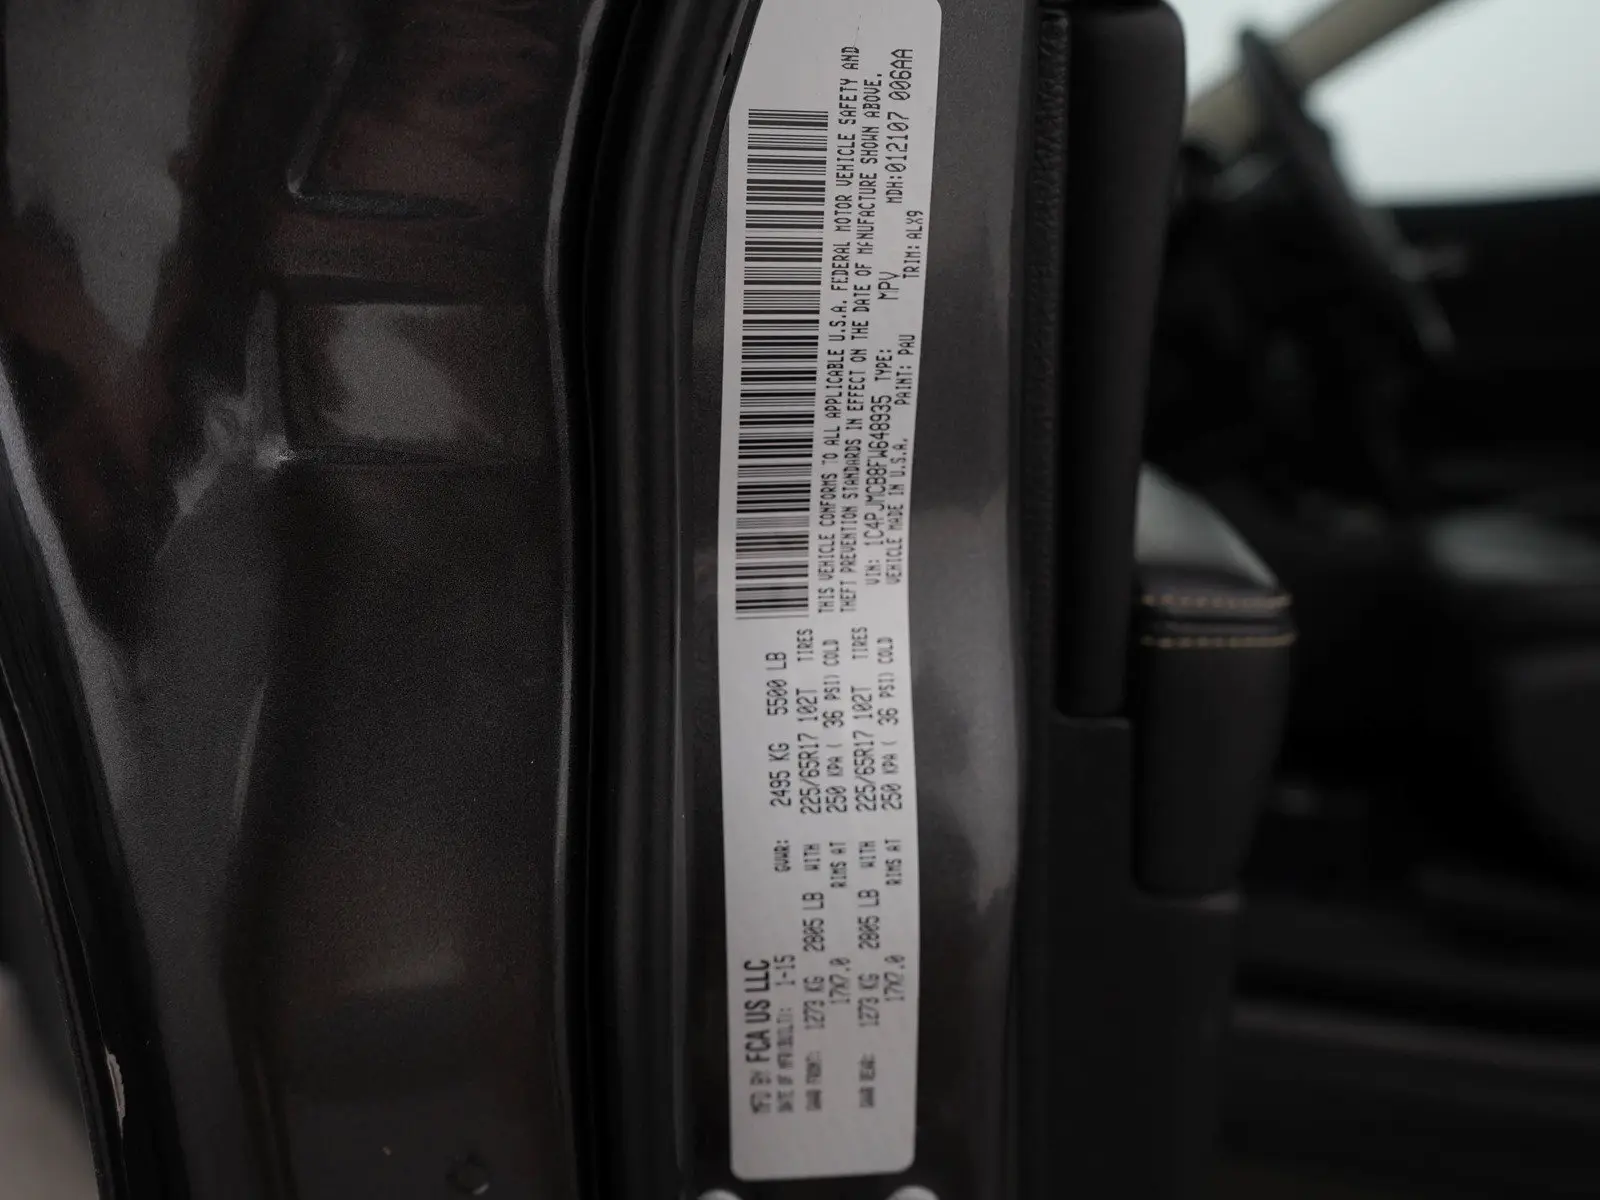 MFD BY FCA US LLC
DATE OF MFR(BUILT): 1-15 GVWR: 2495 KG 5500 LB
GAWR FRONT: 1273 KG 2805 LB WITH 225/65R17 102T TIRES
17X7.0 RIMS AT 250 KPA ( 36 PSI) COLD
GAWR REAR: 1273 KG 2805 LB WITH 225/65R17 102T TIRES
17X7.0 RIMS AT 250 KPA ( 36 PSI) COLD
THIS VEHICLE CONFORMS TO ALL APPLICABLE U.S.A. FEDERAL MOTOR VEHICLE SAFETY AND
THEFT PREVENTION STANDARDS IN EFFECT ON THE DATE OF MANUFACTURE SHOWN ABOVE.
VIN: 1C4PJMCB8FW648935 TYPE: MPV MDH:012107 006AA
VEHICLE MADE IN U.S.A. PAINT: PAU TRIM: ALX9